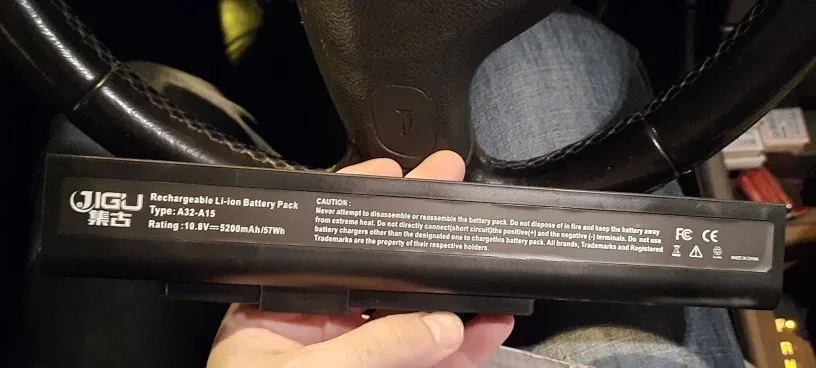 JIGU
集古
Rechargeable Li-ion Battery Pack
Type: A32-A15
Rating: 10.8V⎓5200mAh/57Wh
CAUTION:
Never attempt to disassemble or reassemble the battery pack. Do not dispose of in fire and keep the battery away
from extreme heat. Do not directly connect(short circuit)the positive(+) and the negative (-) terminals. Do not use
battery chargers other than the designated one to chargethis battery pack. All brands, Trademarks and Registered
Trademarks are the property of their respective holders.
FC CE
MADE IN CHINA
P
R
N